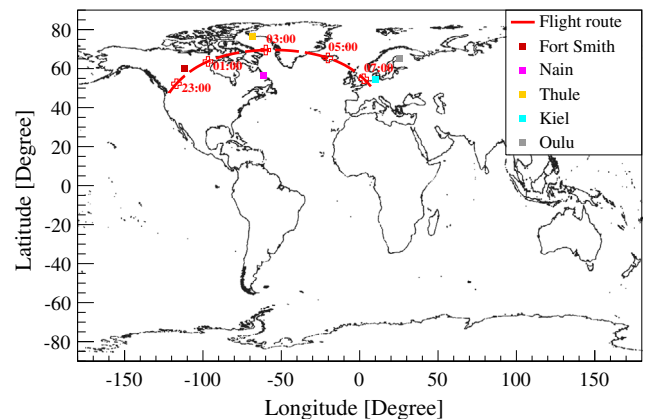 80
60
40
20
0
-20
-40
-60
-80
Latitude [Degree]
-150
-100
-50
0
50
100
150
Longitude [Degree]
23:00
01:00
03:00
05:00
07:00
Flight route
Fort Smith
Nain
Thule
Kiel
Oulu